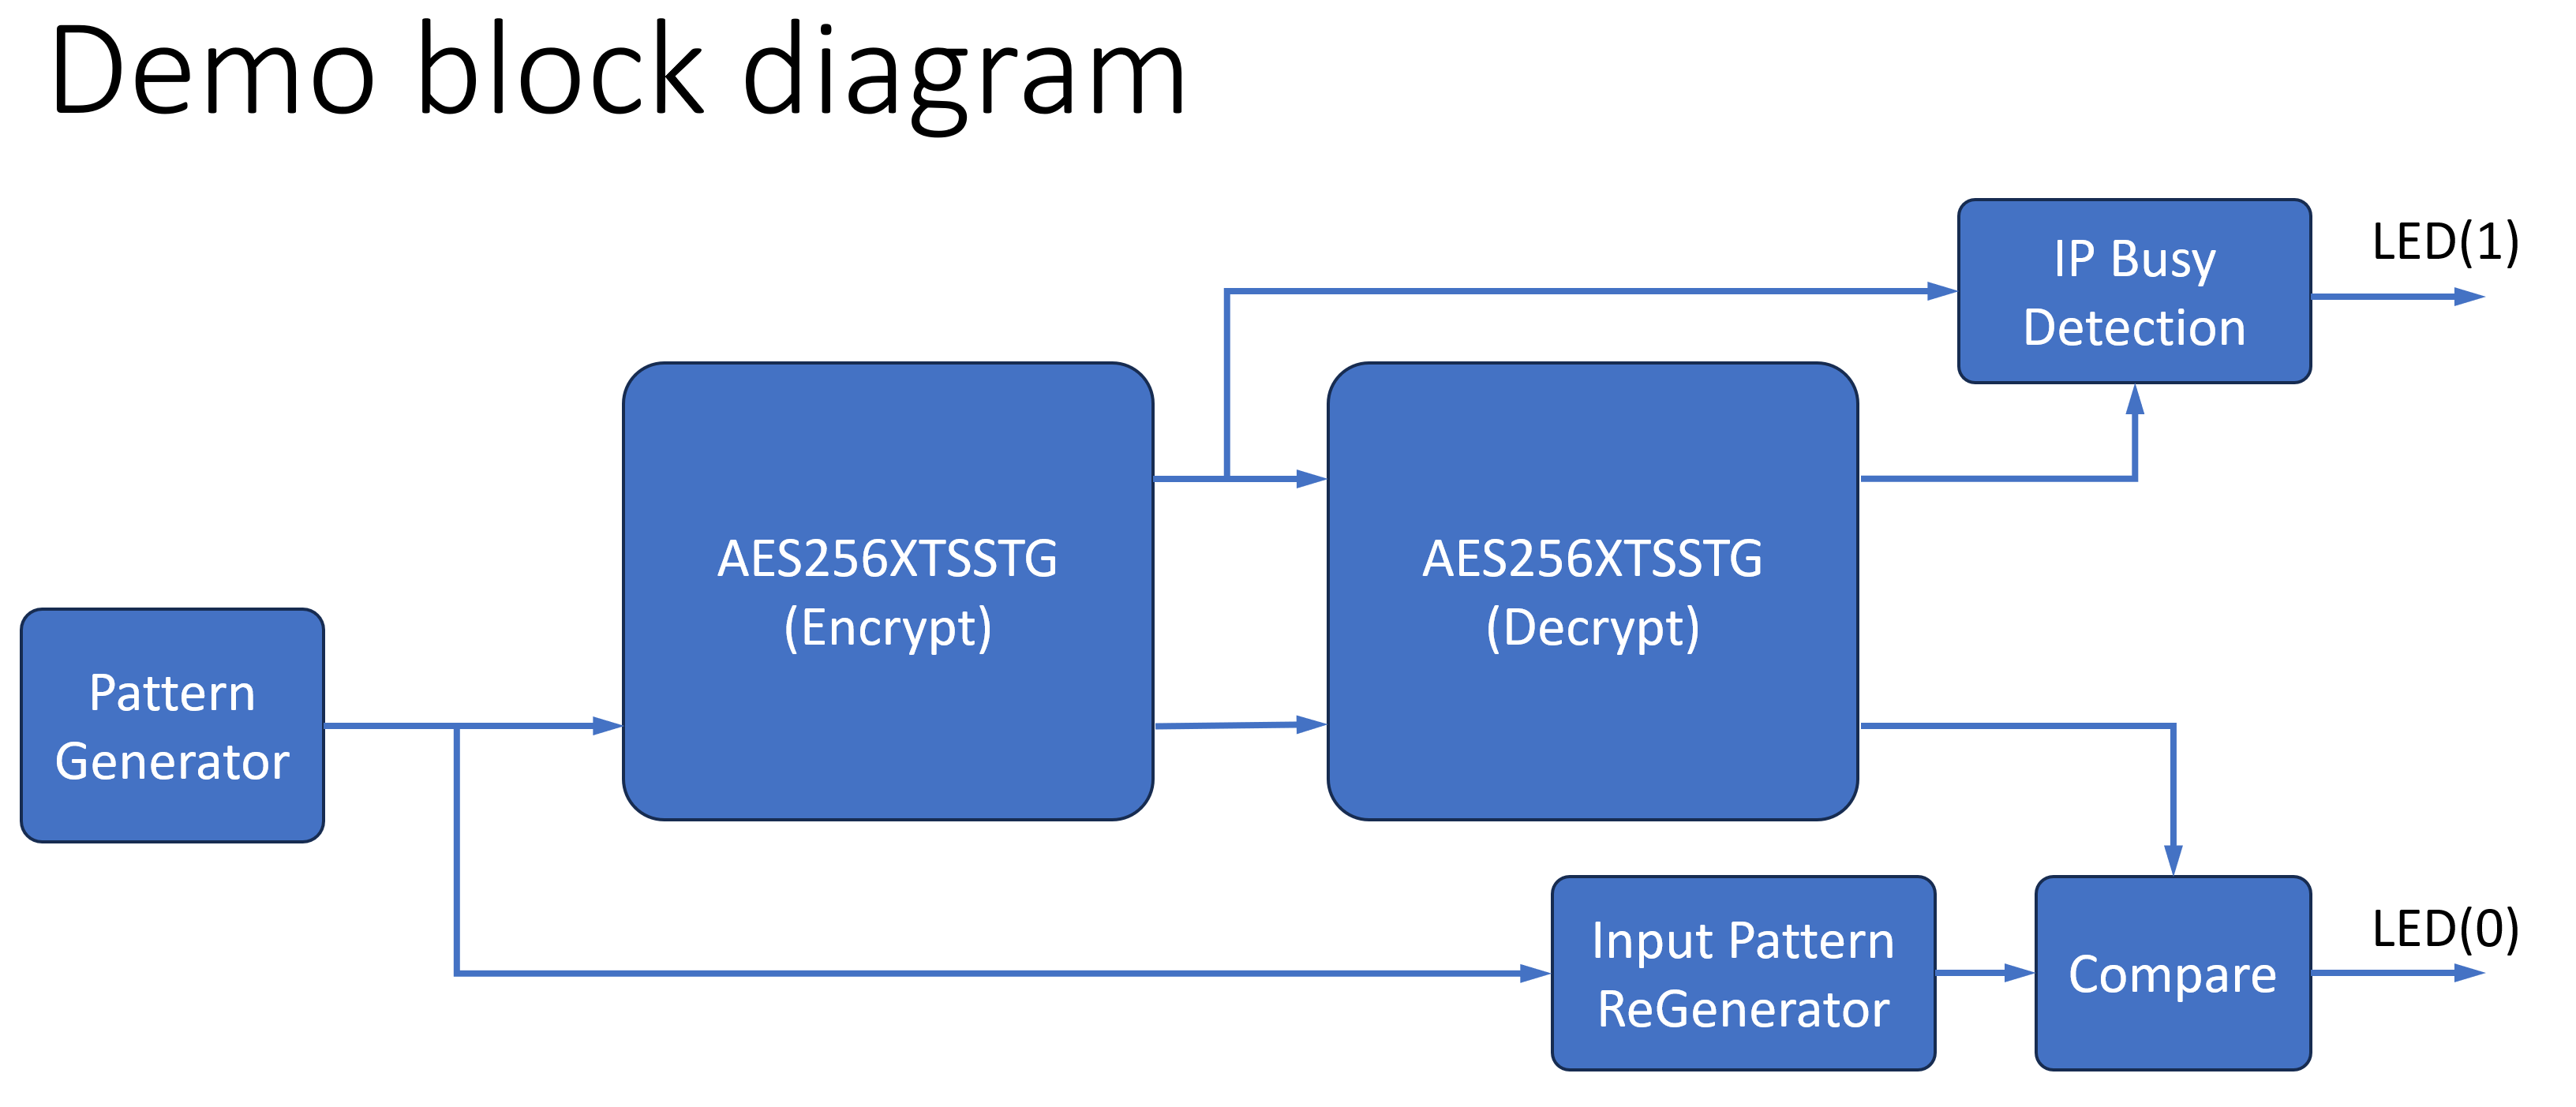 Demo block diagram
IP Busy
Detection
LED(1)
AES256XTSSTG
(Encrypt)
AES256XTSSTG
(Decrypt)
Pattern
Generator
Input Pattern
ReGenerator
Compare
LED(0)